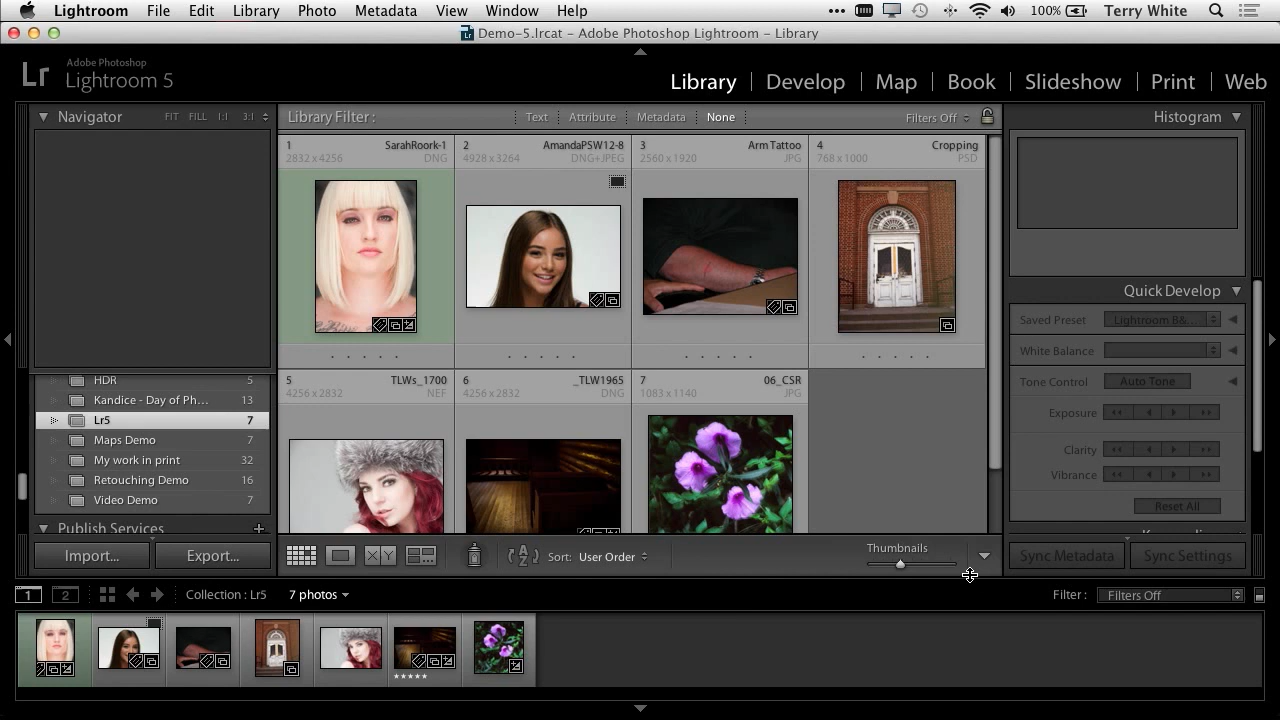 Lightroom File Edit Library Photo Metadata View Window Help 100% Terry White
Demo-5.lrcat – Adobe Photoshop Lightroom – Library
Lr Adobe Photoshop
Lightroom 5
Library Develop Map Book Slideshow Print Web
Navigator FIT FILL 1:1 3:1
Library Filter : Text Attribute Metadata None Filters Off
Histogram
1 SarahRoork-1
2832 x 4256 DNG
2 AmandaPSW12-8
4928 x 3264 DNG+JPEG
3 Arm Tattoo
2560 x 1920 JPG
4 Cropping
768 x 1000 PSD
Quick Develop
Saved Preset Lightroom B&...
White Balance
Tone Control Auto Tone
Exposure
Clarity
Vibrance
Reset All
HDR 5
Kandice - Day of Ph... 13
Lr5 7
Maps Demo 7
My work in print 32
Retouching Demo 16
Video Demo 7
Publish Services +
5 TLWs_1700
4256 x 2832 NEF
6 _TLW1965
4256 x 2832 DNG
7 06_CSR
1083 x 1140 JPG
Import... Export...
X Y
A Z
Sort: User Order
Thumbnails
Sync Metadata Sync Settings
1 2 Collection : Lr5 7 photos Filter : Filters Off